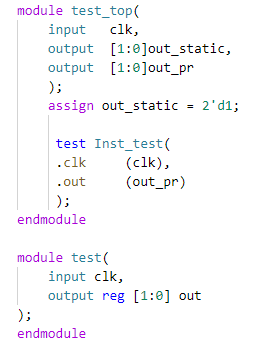 module test_top(
input clk,
output [1:0]out_static,
output [1:0]out_pr
);
assign out_static = 2'd1;
test Inst_test(
.clk (clk),
.out (out_pr)
);
endmodule
module test(
input clk,
output reg [1:0] out
);
endmodule